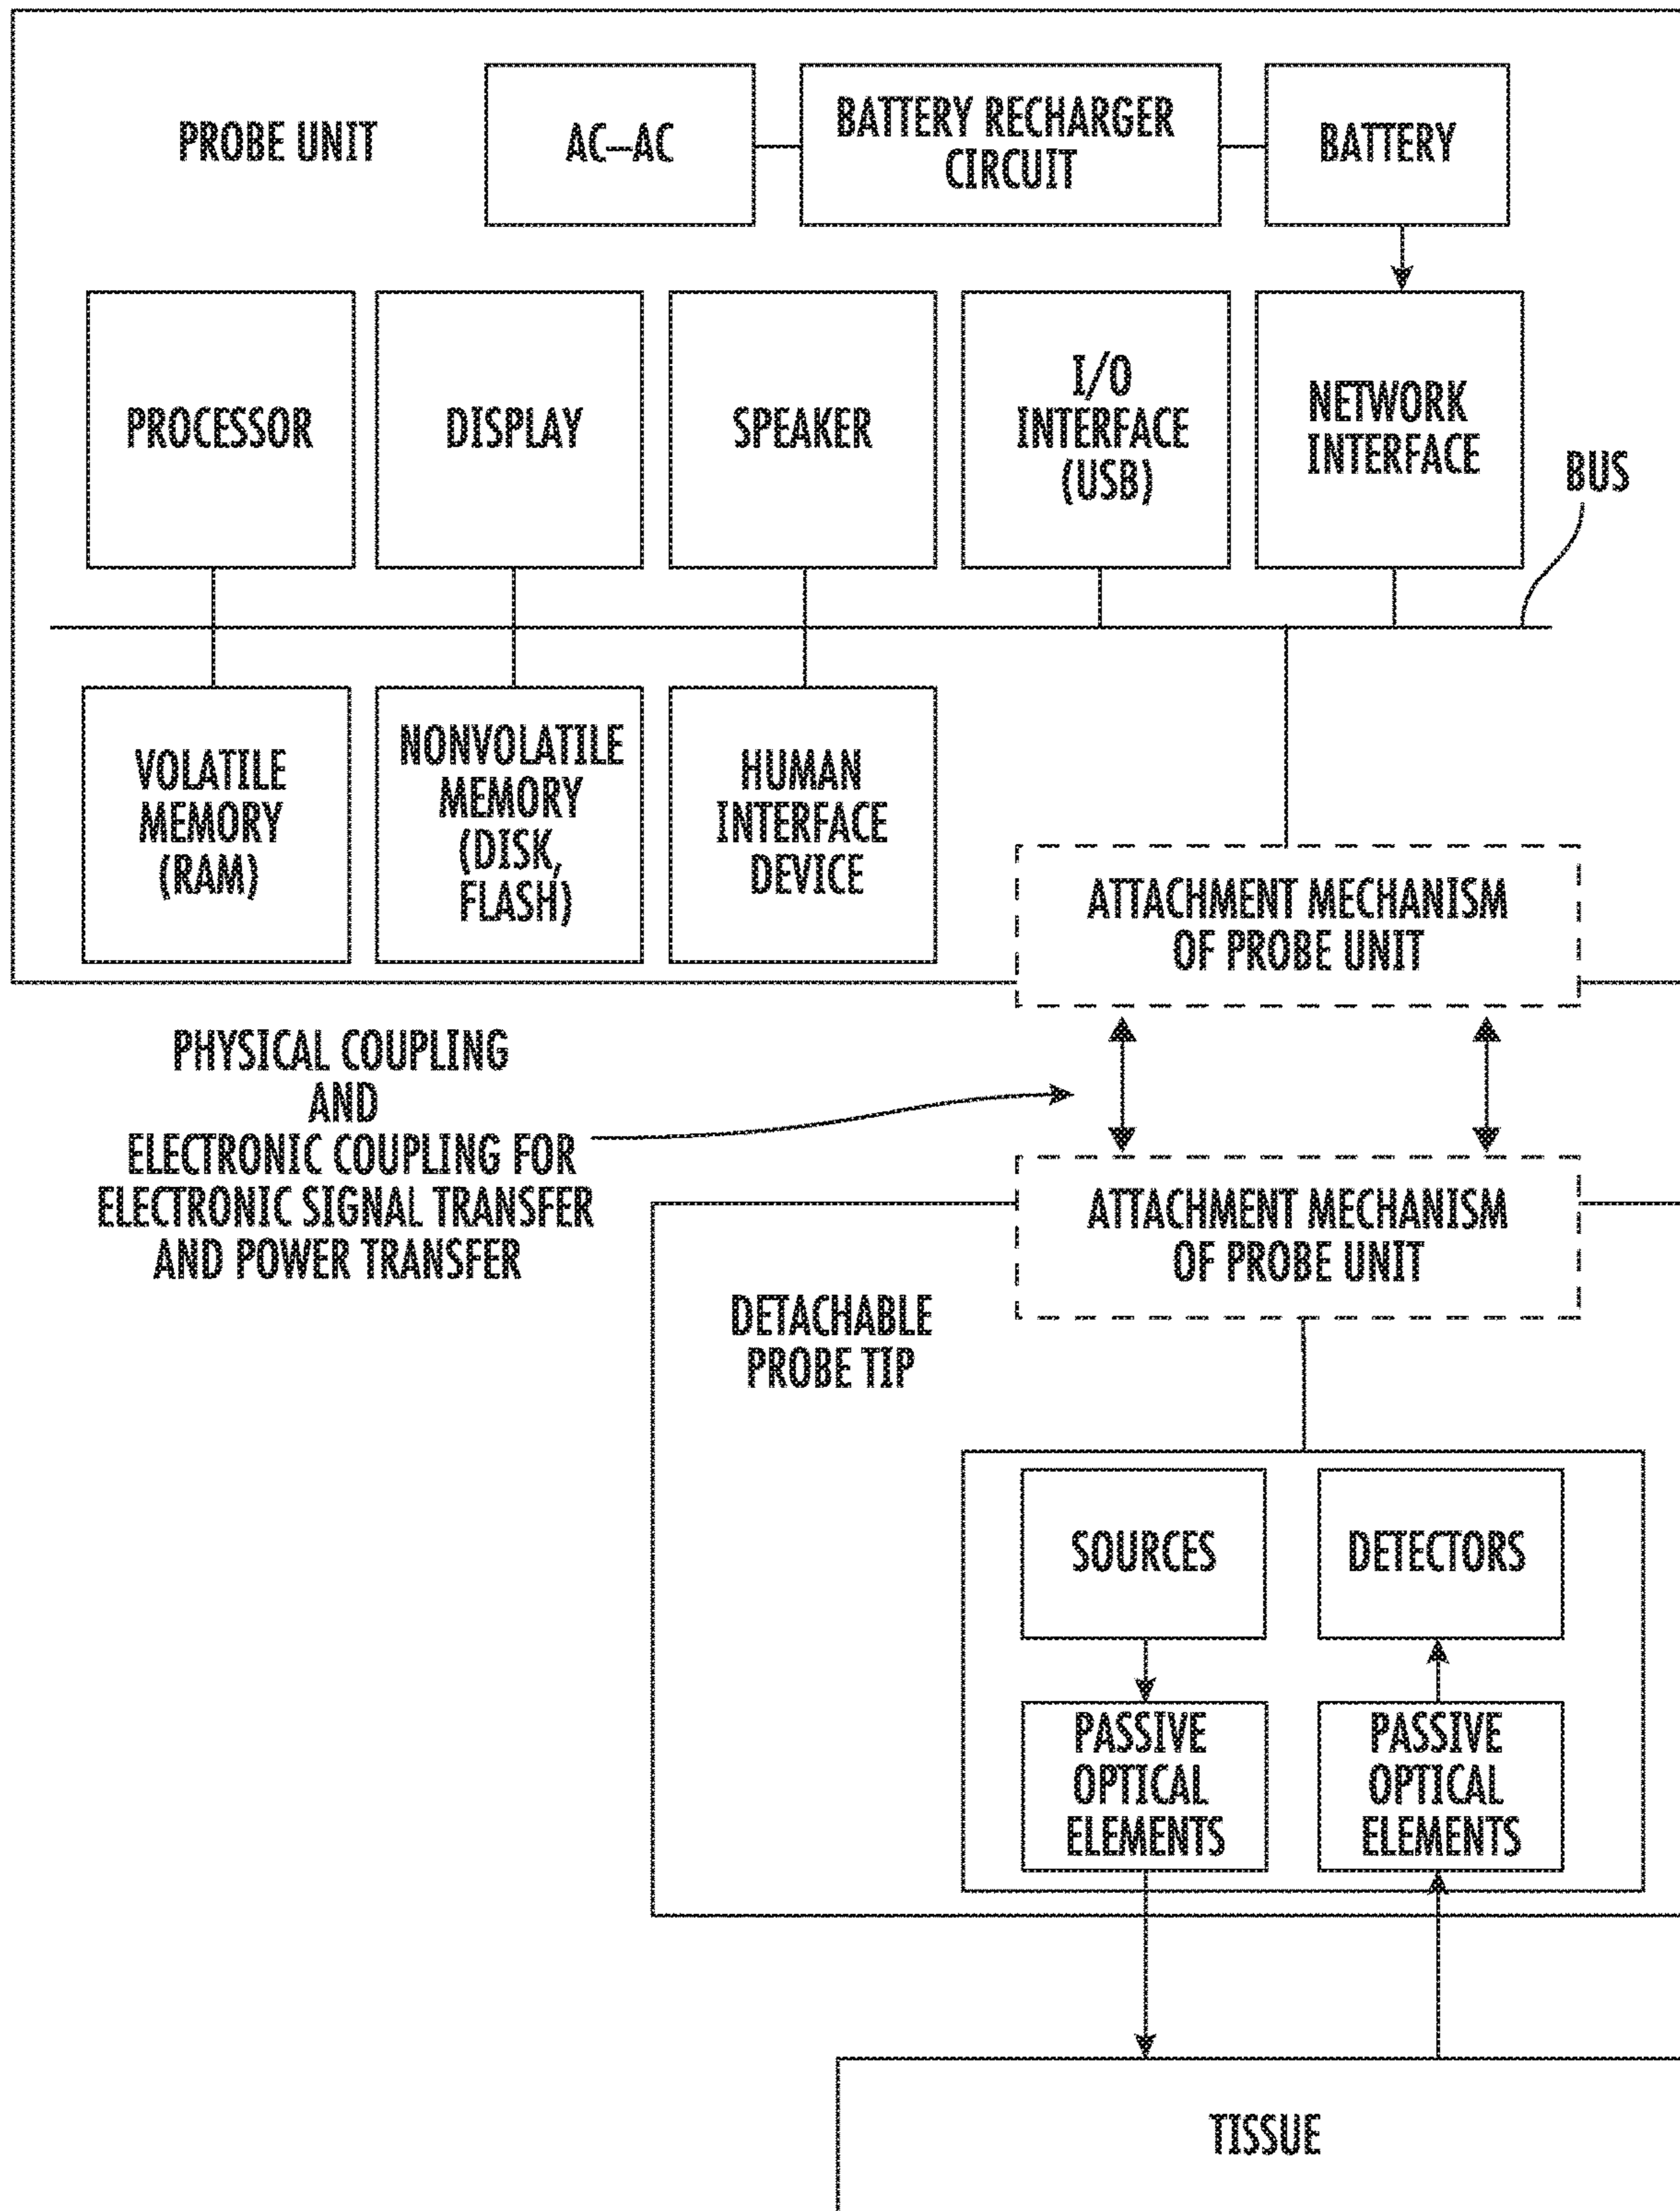 PROBE UNIT
AC–AC
BATTERY RECHARGER
CIRCUIT
BATTERY
PROCESSOR
DISPLAY
SPEAKER
I/O
INTERFACE
(USB)
NETWORK
INTERFACE
BUS
VOLATILE
MEMORY
(RAM)
NONVOLATILE
MEMORY
(DISK,
FLASH)
HUMAN
INTERFACE
DEVICE
ATTACHMENT MECHANISM
OF PROBE UNIT
PHYSICAL COUPLING
AND
ELECTRONIC COUPLING FOR
ELECTRONIC SIGNAL TRANSFER
AND POWER TRANSFER
ATTACHMENT MECHANISM
OF PROBE UNIT
DETACHABLE
PROBE TIP
SOURCES
DETECTORS
PASSIVE
OPTICAL
ELEMENTS
PASSIVE
OPTICAL
ELEMENTS
TISSUE